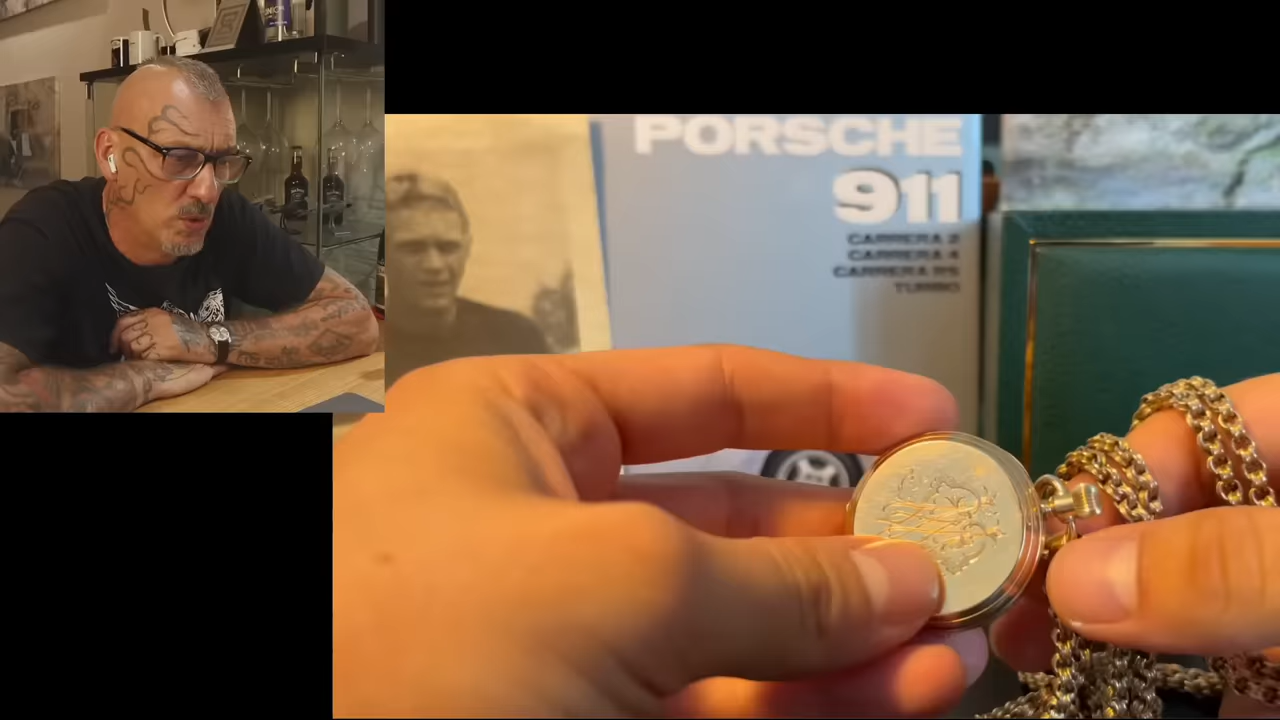 PORSCHE
911
CARRERA 2
CARRERA 4
CARRERA RS
TURBO